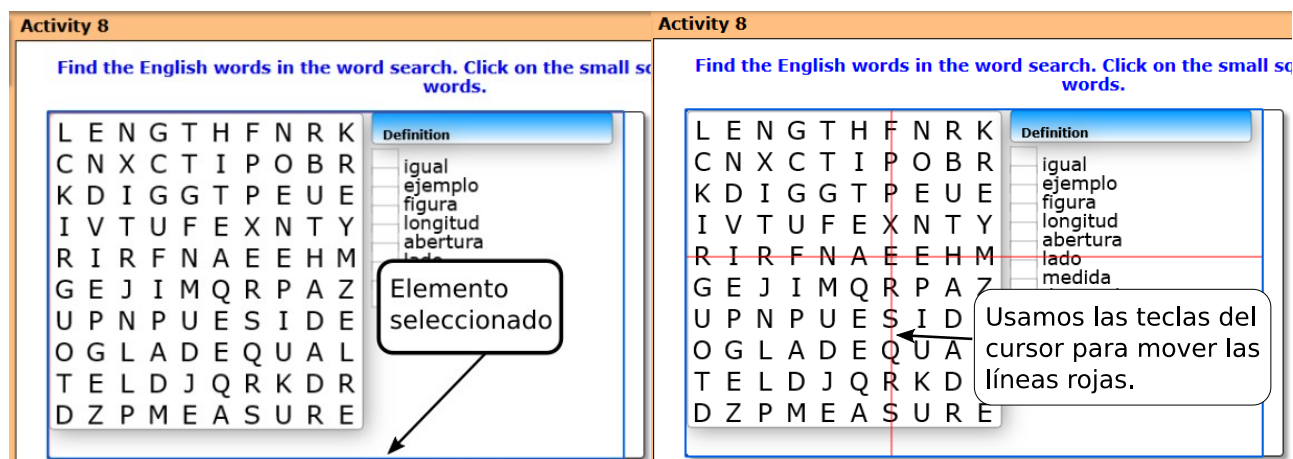 Activity 8
Find the English words in the word search. Click on the small
words.
L E N G T H F N R K
C N X C T I P O B R
K D I G G T P E U E
I V T U F E X N T Y
R I R F N A E E H M
G E J I M Q R P A Z
U P N P U E S I D E
O G L A D E Q U A L
T E L D J Q R K D R
D Z P M E A S U R E
Definition
igual
ejemplo
figura
longitud
abertura
lado
Elemento
seleccionado
Activity 8
Find the English words in the word search. Click on the small
words.
L E N G T H F N R K
C N X C T I P O B R
K D I G G T P E U E
I V T U F E X N T Y
R I R F N A E E H M
G E J I M Q R P A Z
U P N P U E S I D
O G L A D E Q U A
T E L D J Q R K D
D Z P M E A S U R E
Definition
igual
ejemplo
figura
longitud
abertura
lado
medida
Usamos las teclas del
cursor para mover las
líneas rojas.